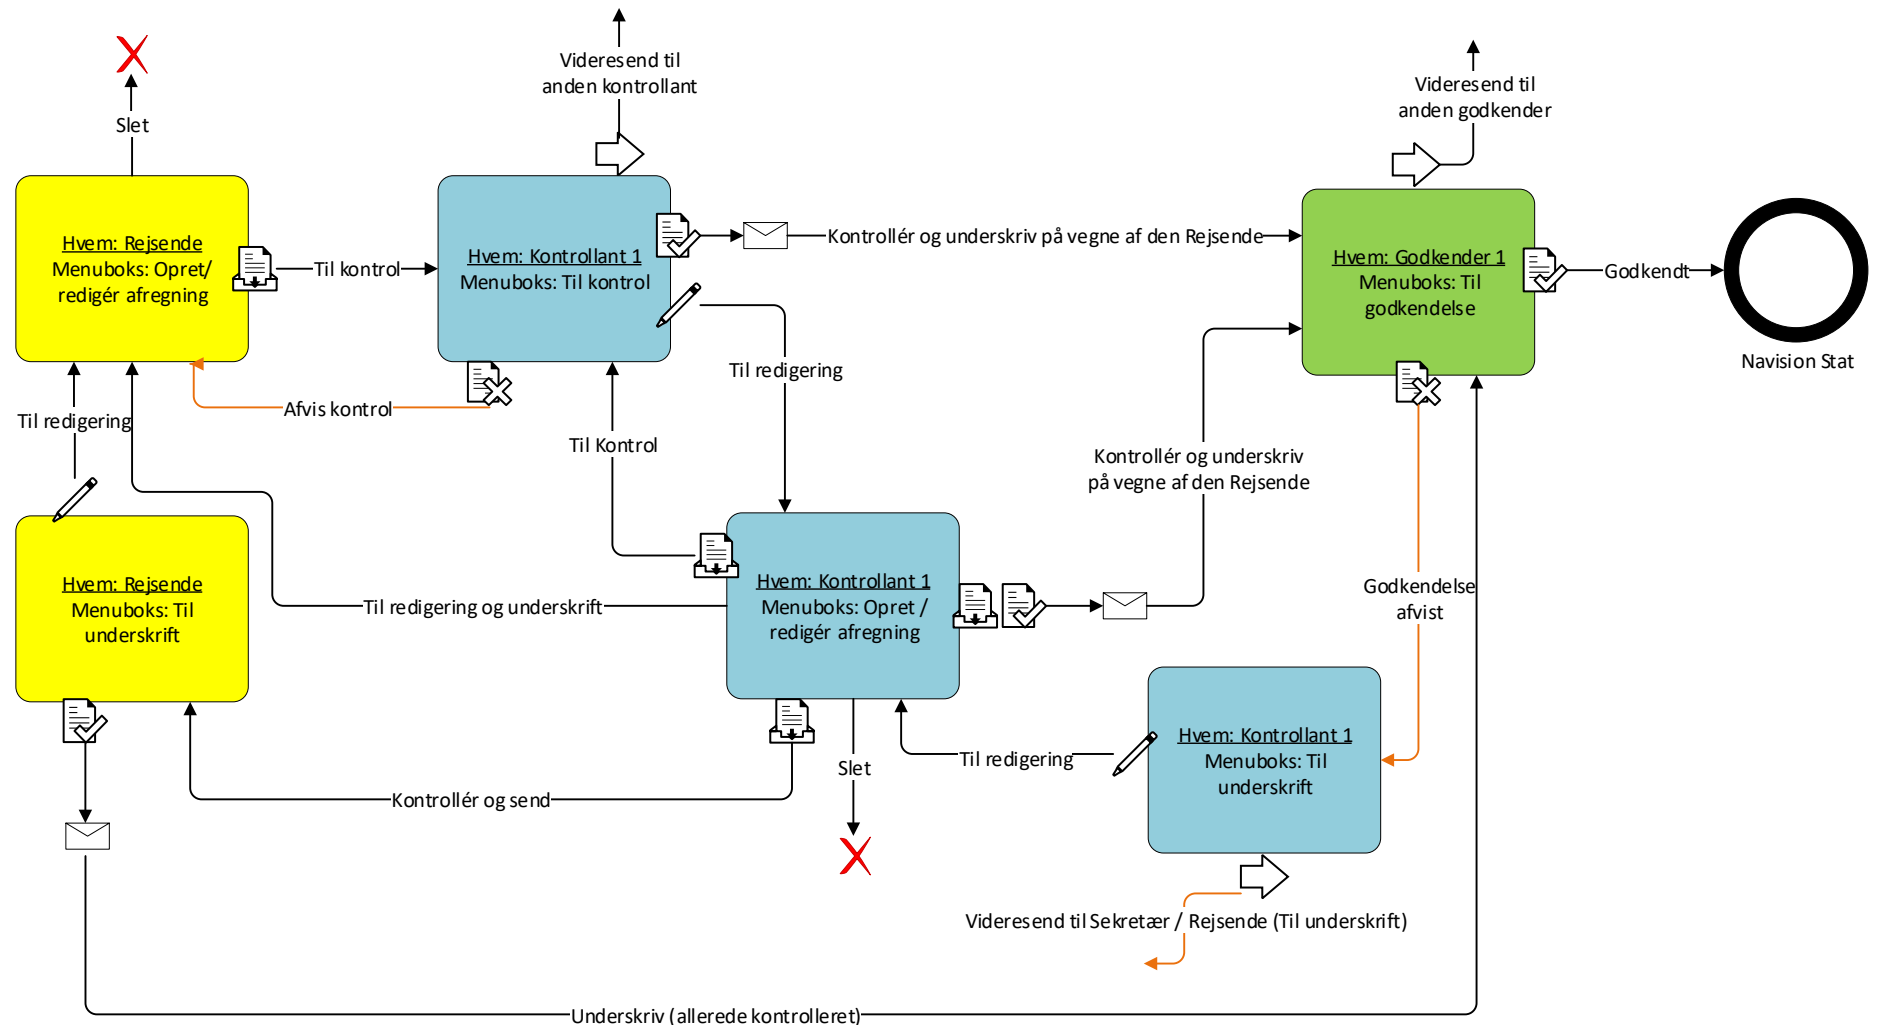 Videresend til
anden kontrollant
Videresend til
anden godkender
Slet
Hvem: Rejsende
Menuboks: Opret/
redigér afregning
Til kontrol
Hvem: Kontrollant 1
Menuboks: Til kontrol
Kontrollér og underskriv på vegne af den Rejsende
Hvem: Godkender 1
Menuboks: Til
godkendelse
Godkendt
Navision Stat
Afvis kontrol
Til redigering
Til redigering
Til Kontrol
Kontrollér og underskriv
på vegne af den Rejsende
Hvem: Rejsende
Menuboks: Til
underskrift
Til redigering og underskrift
Hvem: Kontrollant 1
Menuboks: Opret /
redigér afregning
Godkendelse
afvist
Hvem: Kontrollant 1
Menuboks: Til
underskrift
Til redigering
Slet
Kontrollér og send
Videresend til Sekretær / Rejsende (Til underskrift)
Underskriv (allerede kontrolleret)